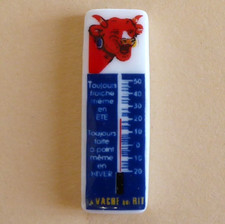 Toujours
fraîche
même
en
ÉTÉ
Toujours
faite
à point
même
en
HIVER
50
40
30
20
10
0
10
20
LA VACHE QUI RIT